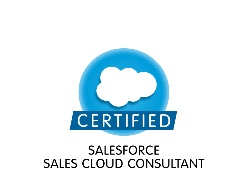 CERTIFIED
SALESFORCE
SALES CLOUD CONSULTANT